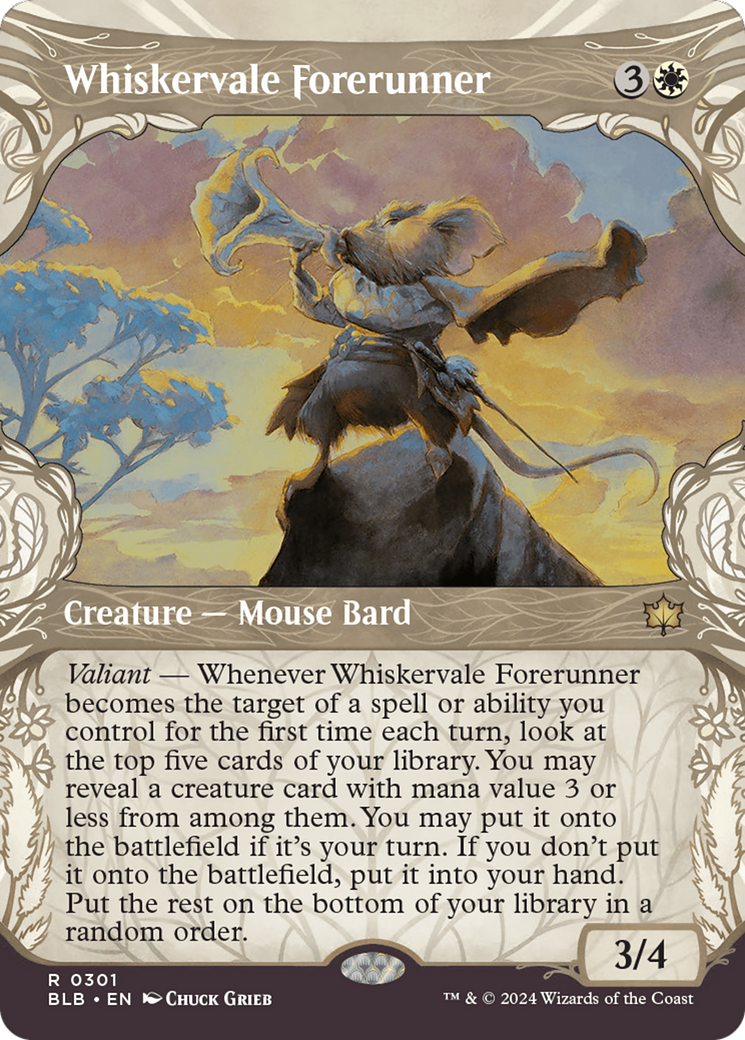 Whiskervale Forerunner 3
Creature — Mouse Bard
Valiant — Whenever Whiskervale Forerunner
becomes the target of a spell or ability you
control for the first time each turn, look at
the top five cards of your library. You may
reveal a creature card with mana value 3 or
less from among them. You may put it onto
the battlefield if it's your turn. If you don't put
it onto the battlefield, put it into your hand.
Put the rest on the bottom of your library in a
random order.
3/4
R 0301
BLB • EN Chuck Grieb
™ & © 2024 Wizards of the Coast